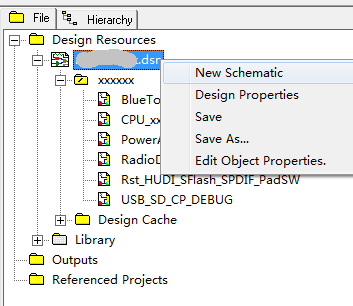 File Hierarchy
Design Resources
.dsn
New Schematic
Design Properties
Save
Save As...
Edit Object Properties.
xxxxxx
BlueTo
CPU_xx
PowerA
RadioD
Rst_HUDI_SFlash_SPDIF_PadSW
USB_SD_CP_DEBUG
Design Cache
Library
Outputs
Referenced Projects